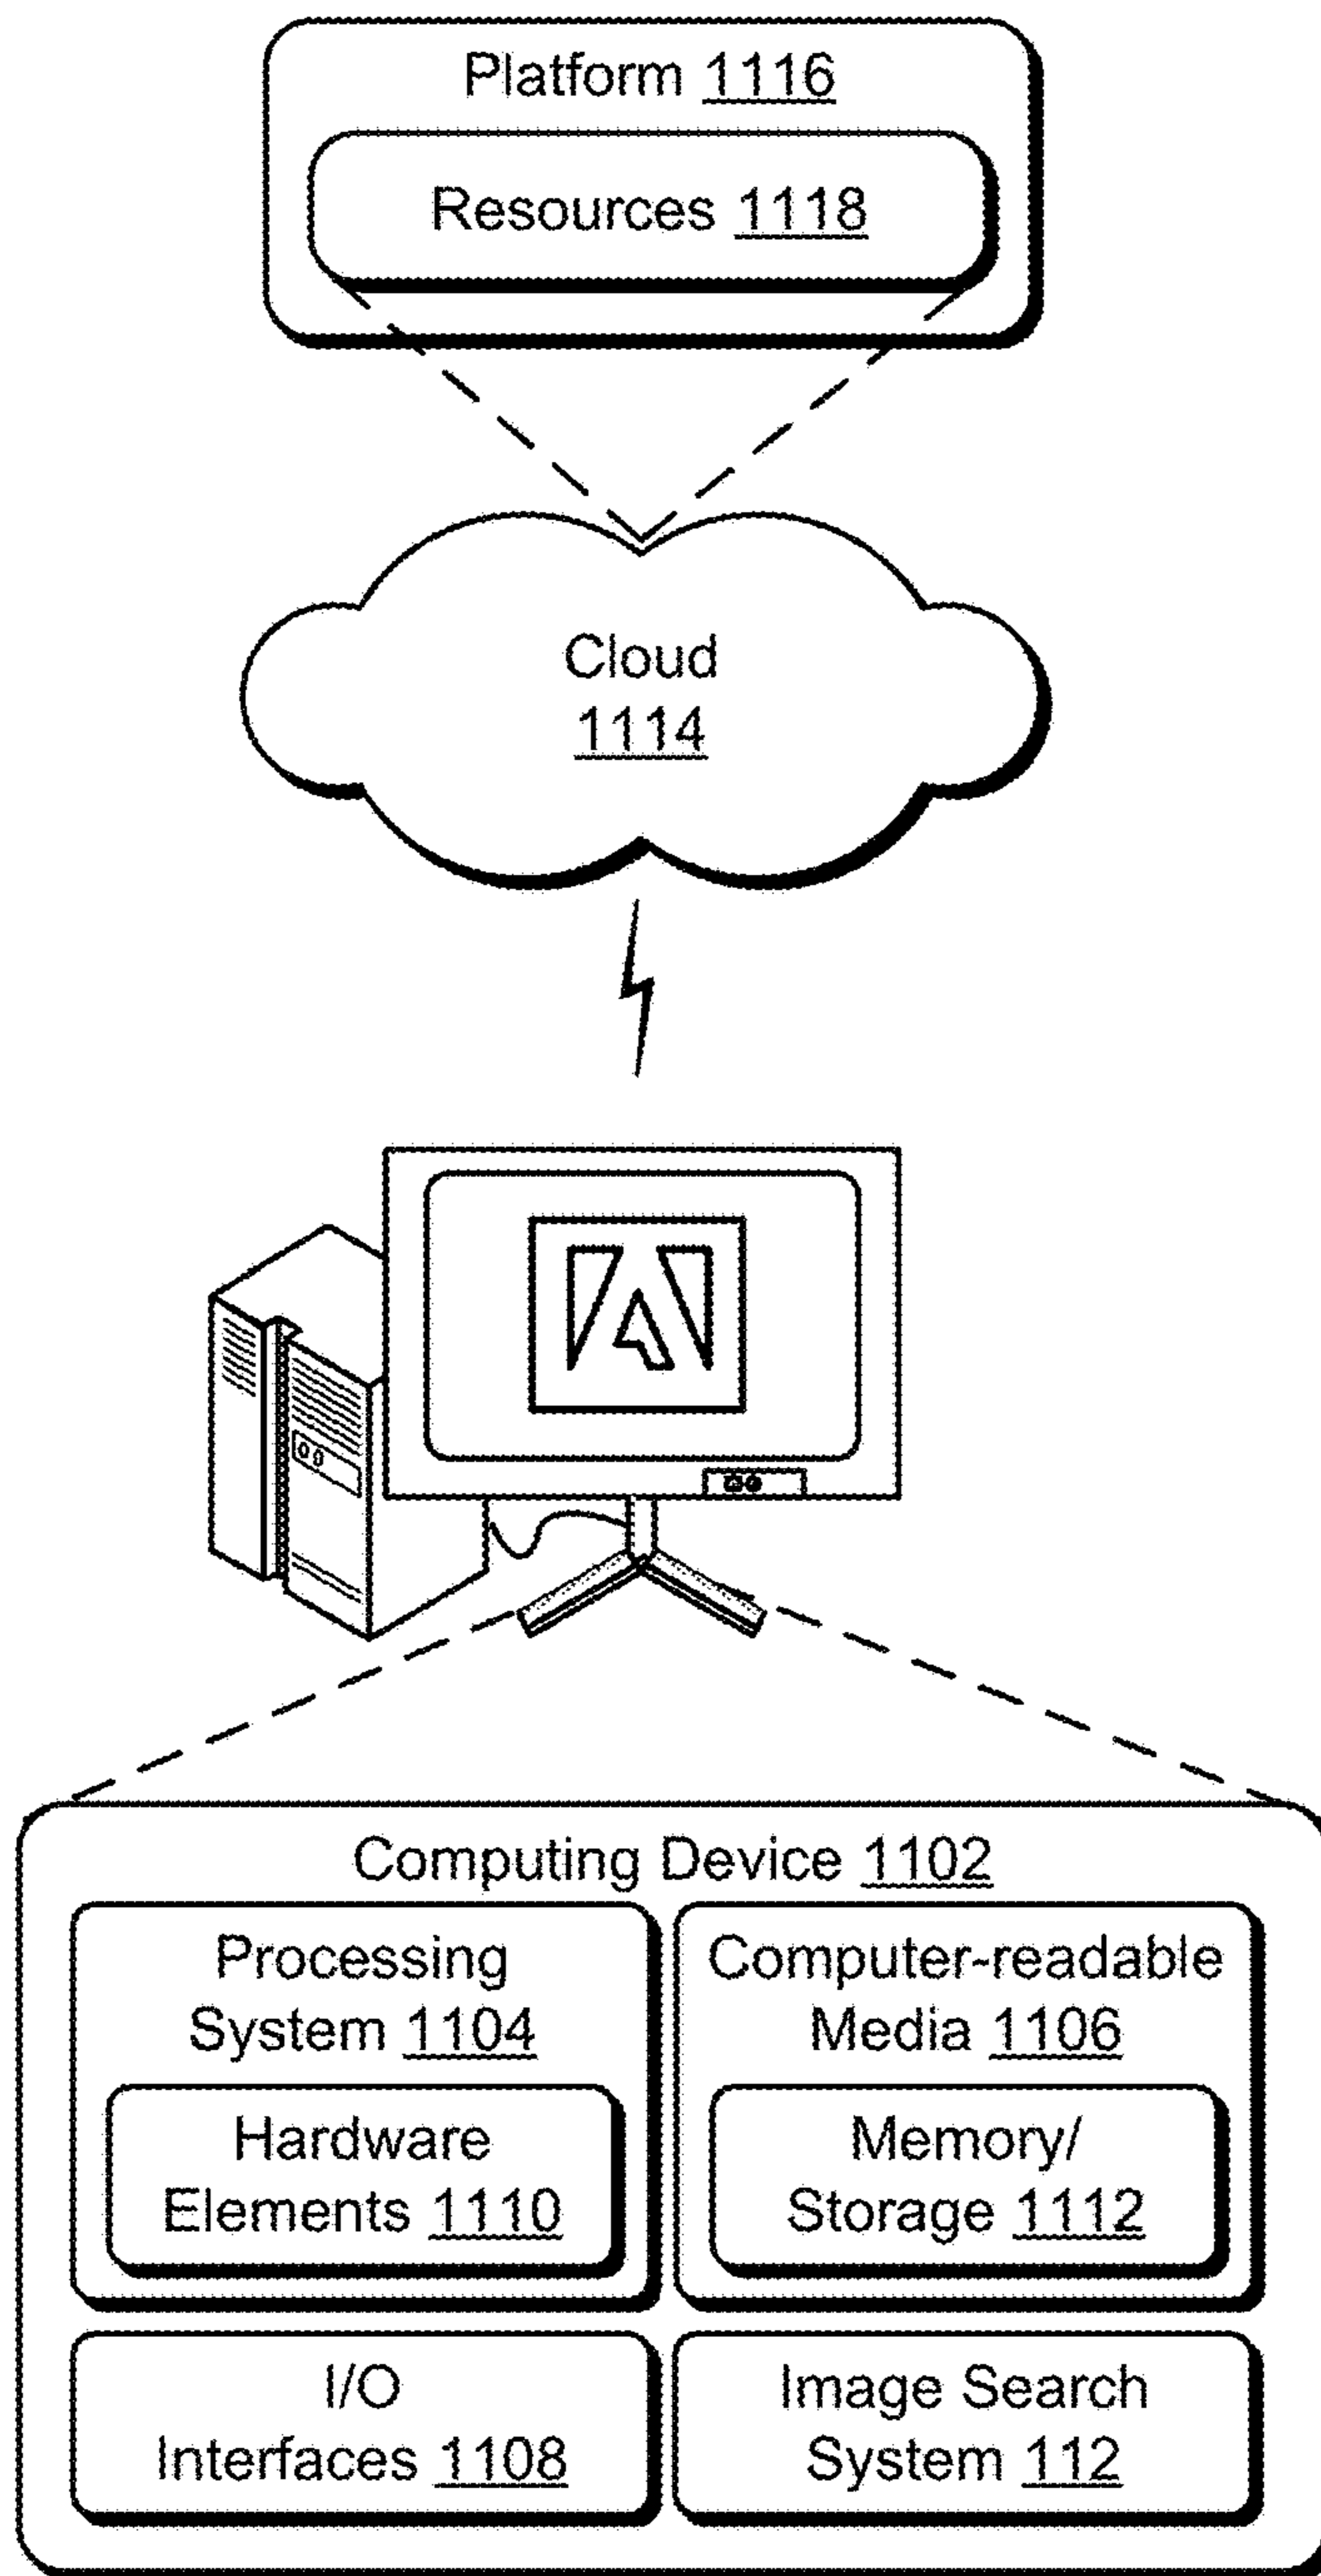 Platform 1116
Resources 1118
Cloud
1114
Computing Device 1102
Processing
System 1104
Hardware
Elements 1110
Computer-readable
Media 1106
Memory/
Storage 1112
I/O
Interfaces 1108
Image Search
System 112